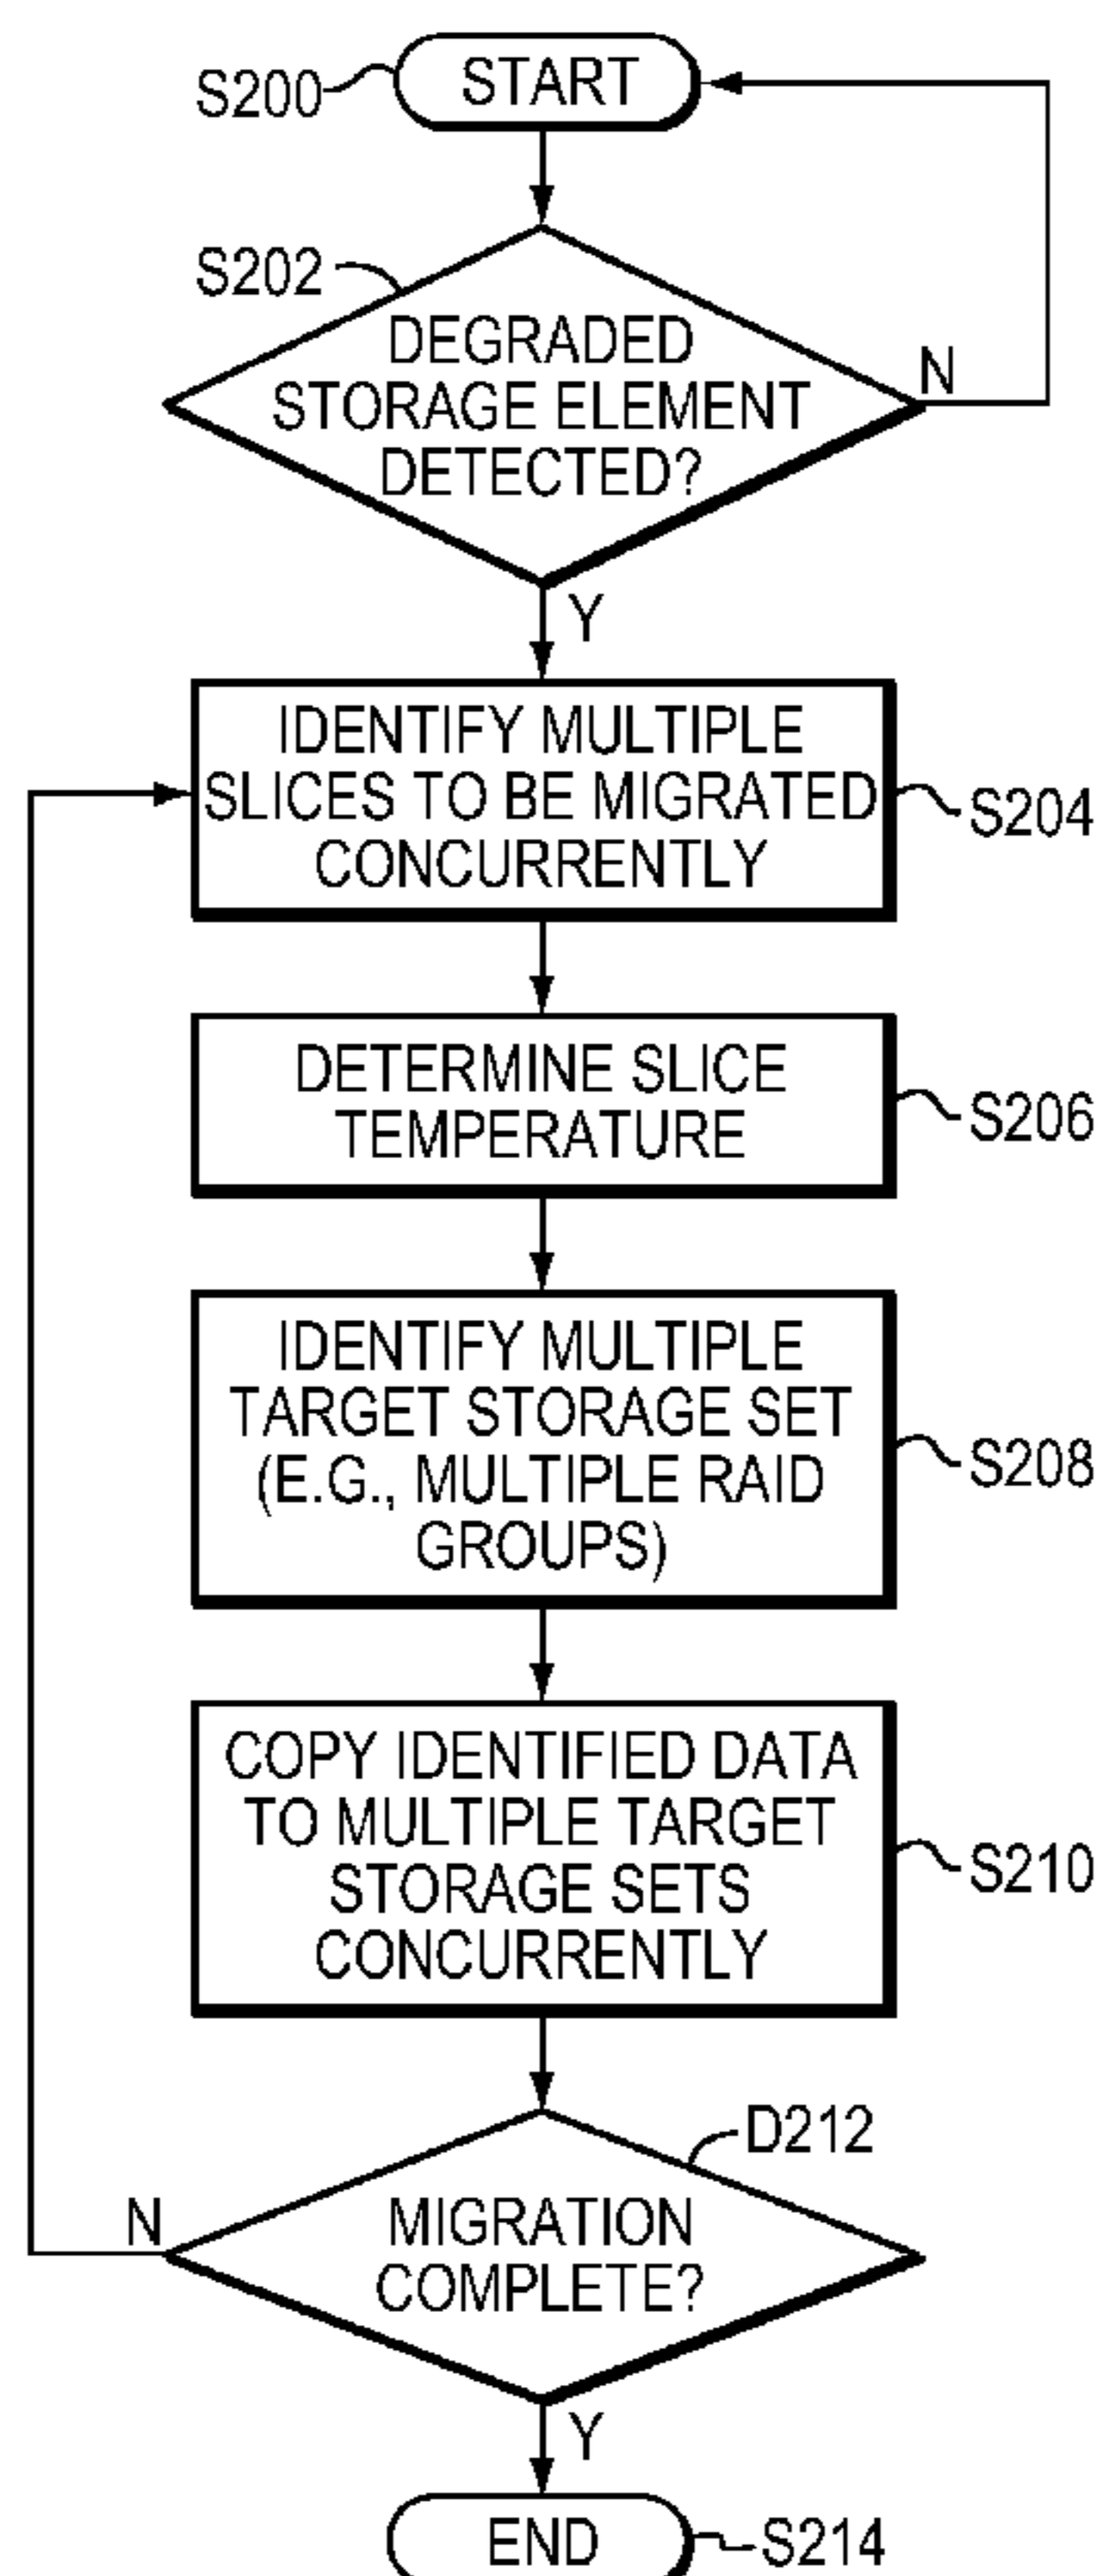 S200
START
S202
DEGRADED
STORAGE ELEMENT
DETECTED?
N
Y
IDENTIFY MULTIPLE
SLICES TO BE MIGRATED
CONCURRENTLY
S204
DETERMINE SLICE
TEMPERATURE
S206
IDENTIFY MULTIPLE
TARGET STORAGE SET
(E.G., MULTIPLE RAID
GROUPS)
S208
COPY IDENTIFIED DATA
TO MULTIPLE TARGET
STORAGE SETS
CONCURRENTLY
S210
D212
N
MIGRATION
COMPLETE?
Y
END
S214